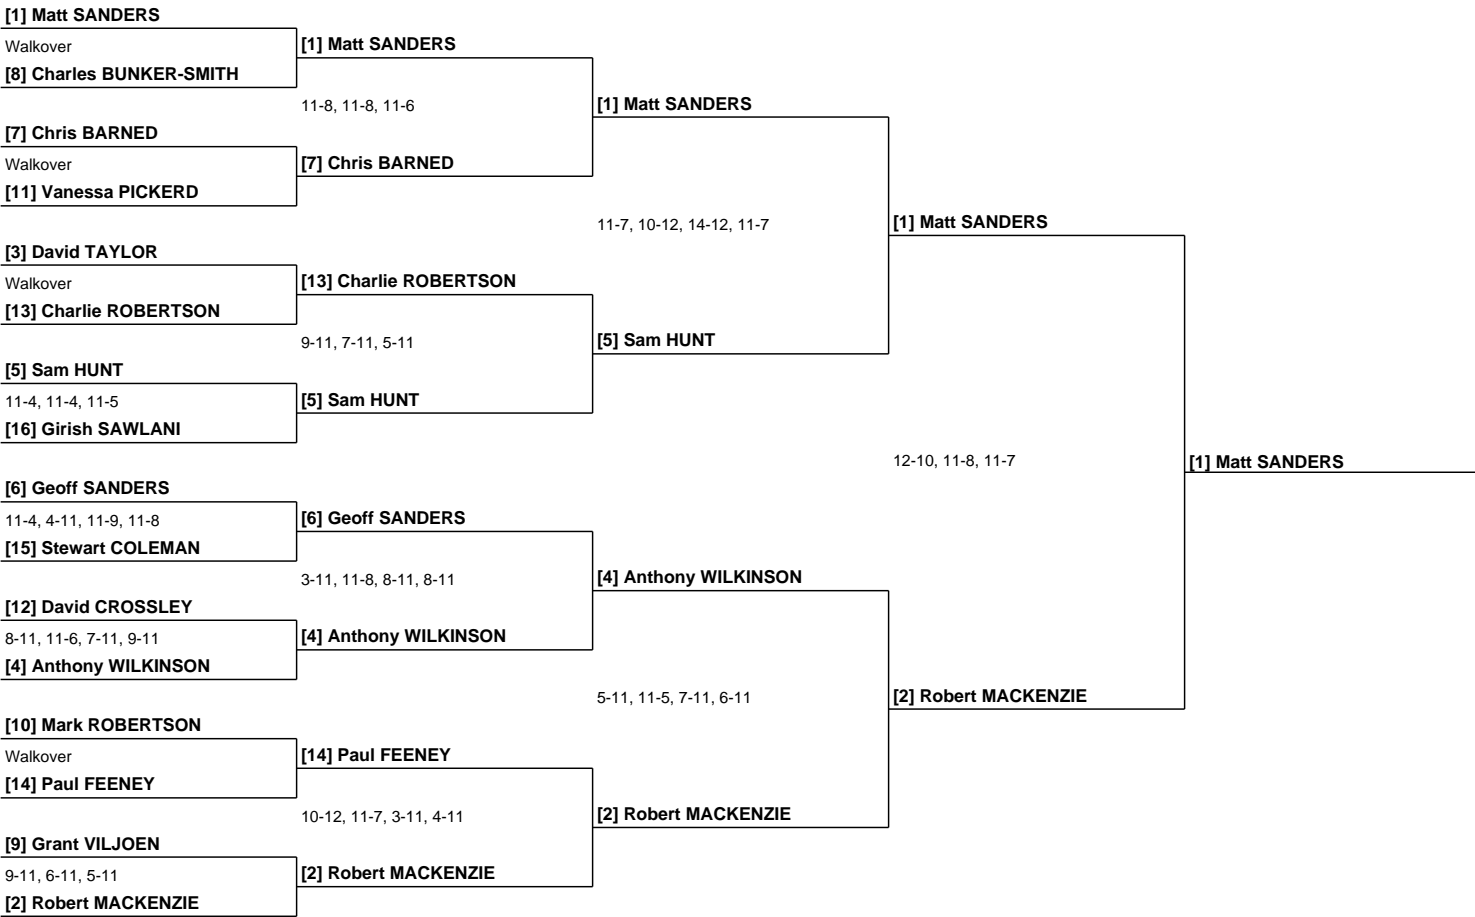 [1] Matt SANDERS
Walkover
[8] Charles BUNKER-SMITH
[7] Chris BARNED
Walkover
[11] Vanessa PICKERD
[3] David TAYLOR
Walkover
[13] Charlie ROBERTSON
[5] Sam HUNT
11-4, 11-4, 11-5
[16] Girish SAWLANI
[6] Geoff SANDERS
11-4, 4-11, 11-9, 11-8
[15] Stewart COLEMAN
[12] David CROSSLEY
8-11, 11-6, 7-11, 9-11
[4] Anthony WILKINSON
[10] Mark ROBERTSON
Walkover
[14] Paul FEENEY
[9] Grant VILJOEN
9-11, 6-11, 5-11
[2] Robert MACKENZIE
[1] Matt SANDERS
11-8, 11-8, 11-6
[7] Chris BARNED
[13] Charlie ROBERTSON
9-11, 7-11, 5-11
[5] Sam HUNT
[6] Geoff SANDERS
3-11, 11-8, 8-11, 8-11
[4] Anthony WILKINSON
[14] Paul FEENEY
10-12, 11-7, 3-11, 4-11
[2] Robert MACKENZIE
[1] Matt SANDERS
11-7, 10-12, 14-12, 11-7
[5] Sam HUNT
[4] Anthony WILKINSON
5-11, 11-5, 7-11, 6-11
[2] Robert MACKENZIE
[1] Matt SANDERS
12-10, 11-8, 11-7
[2] Robert MACKENZIE
[1] Matt SANDERS